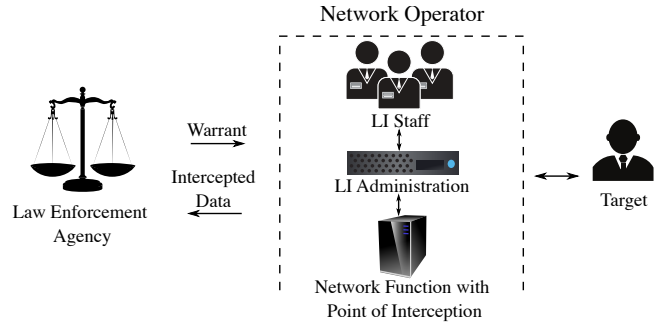 Network Operator
LI Staff
Warrant
LI Administration
Intercepted
Data
Law Enforcement
Agency
Target
Network Function with
Point of Interception